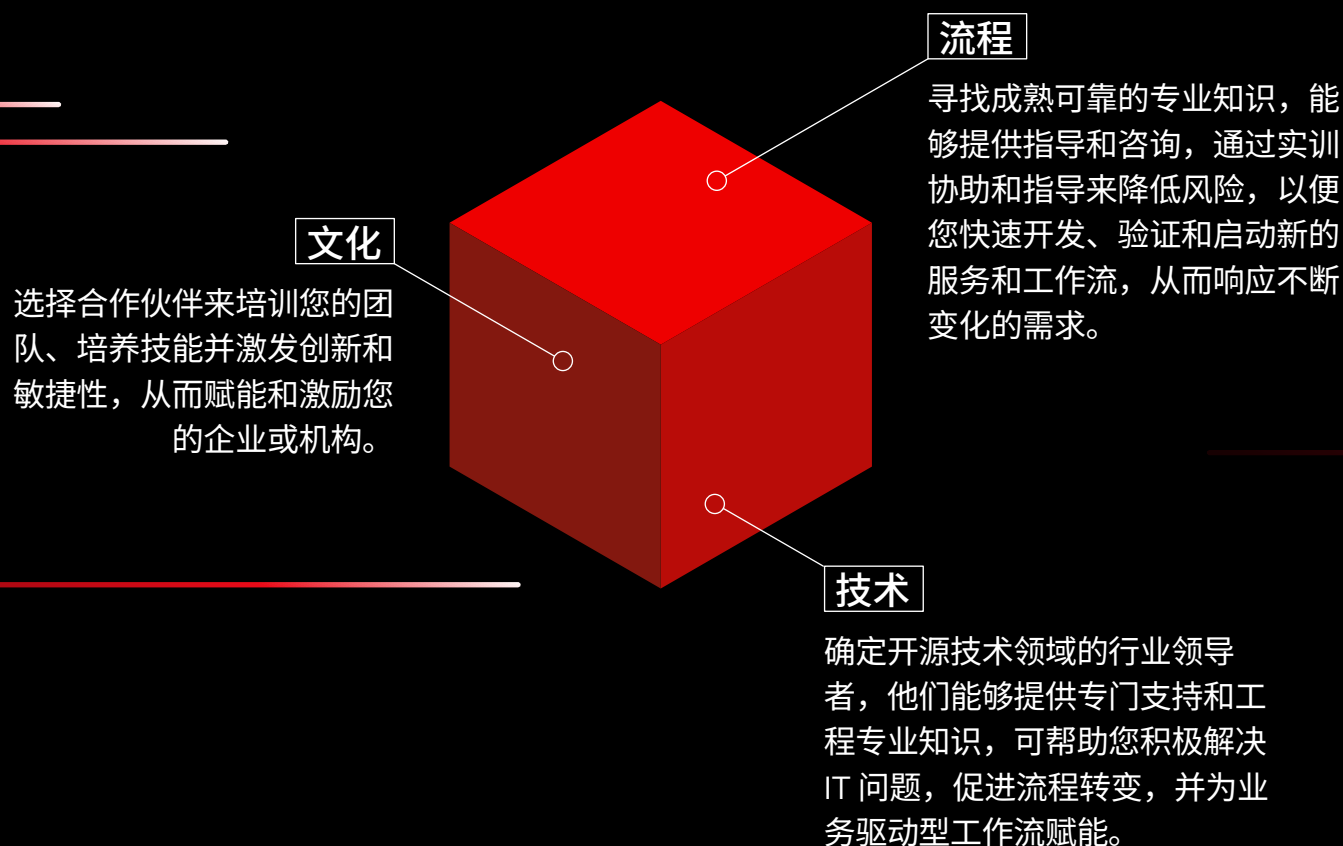 流程
寻找成熟可靠的专业知识，能
够提供指导和咨询，通过实训
协助和指导来降低风险，以便
您快速开发、验证和启动新的
服务和工作流，从而响应不断
变化的需求。
文化
选择合作伙伴来培训您的团
队、培养技能并激发创新和
敏捷性，从而赋能和激励您
的企业或机构。
技术
确定开源技术领域的行业领导
者，他们能够提供专门支持和工
程专业知识，可帮助您积极解决
IT 问题，促进流程转变，并为业
务驱动型工作流赋能。